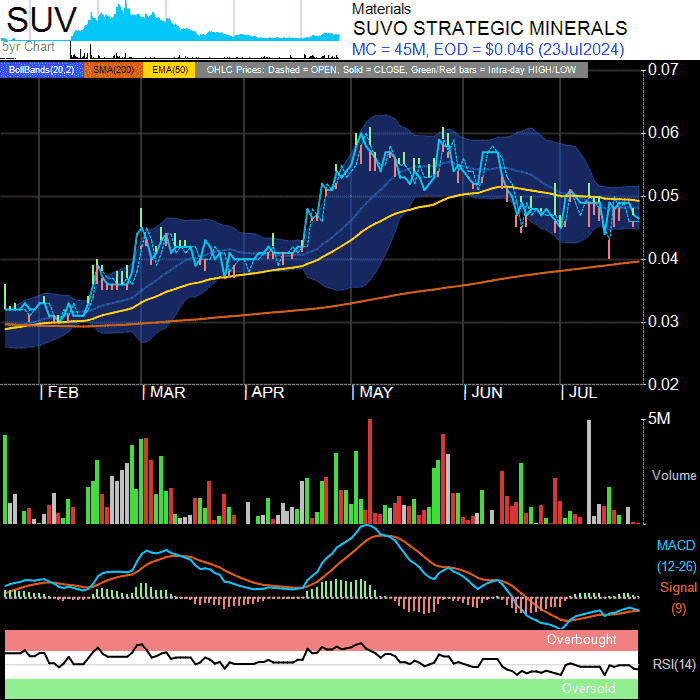 SUV
5yr Chart
Materials
SUVO STRATEGIC MINERALS
MC = 45M, EOD = $0.046 (23Jul2024)
BollBands(20,2) SMA(200) EMA(50) OHLC Prices: Dashed = OPEN, Solid = CLOSE, Green/Red bars = Intra-day HIGH/LOW
0.07
0.06
0.05
0.04
0.03
0.02
FEB MAR APR MAY JUN JUL
5M
Volume
MACD
(12-26)
Signal
(9)
Overbought
RSI(14)
Oversold